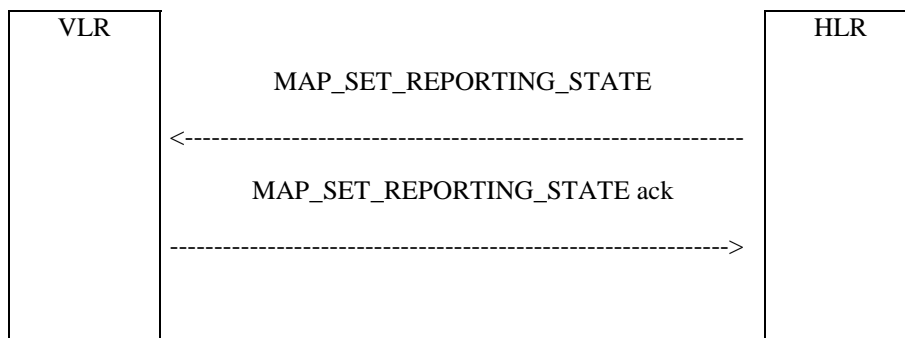 VLR HLR
MAP_SET_REPORTING_STATE
<--------------------------------------------------------------
MAP_SET_REPORTING_STATE ack
-------------------------------------------------------------->